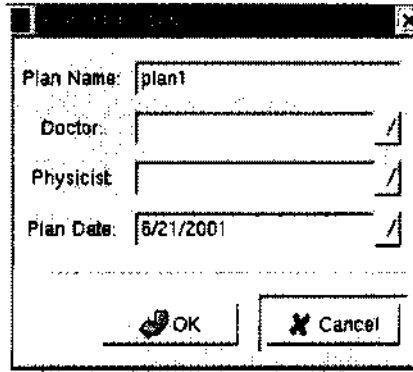 Plan Name: plan1
Doctor:
Physicist:
Plan Date: 6/21/2001
OK Cancel